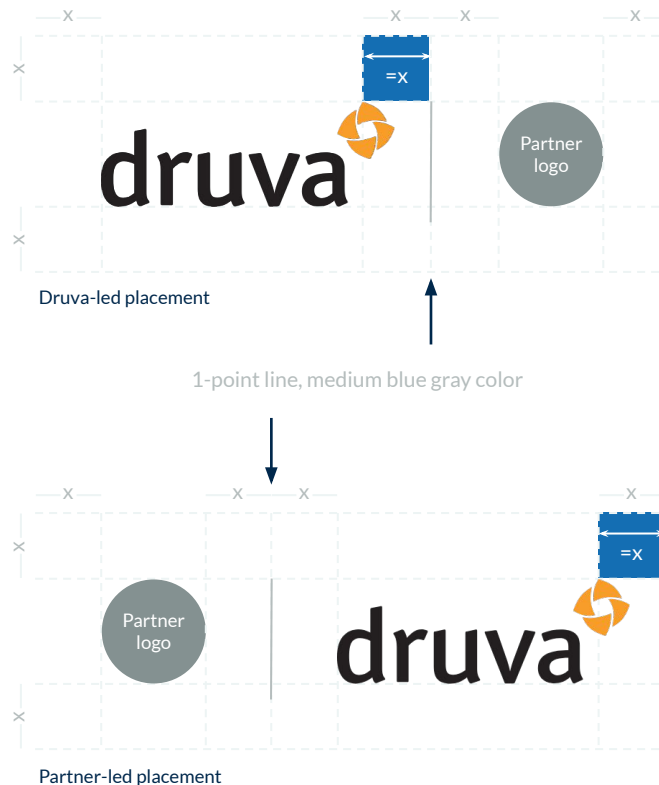 x x x x
x
=x
druva
Partner
logo
x
Druva-led placement
1-point line, medium blue gray color
x x x x
x
=x
Partner
logo
druva
x
Partner-led placement